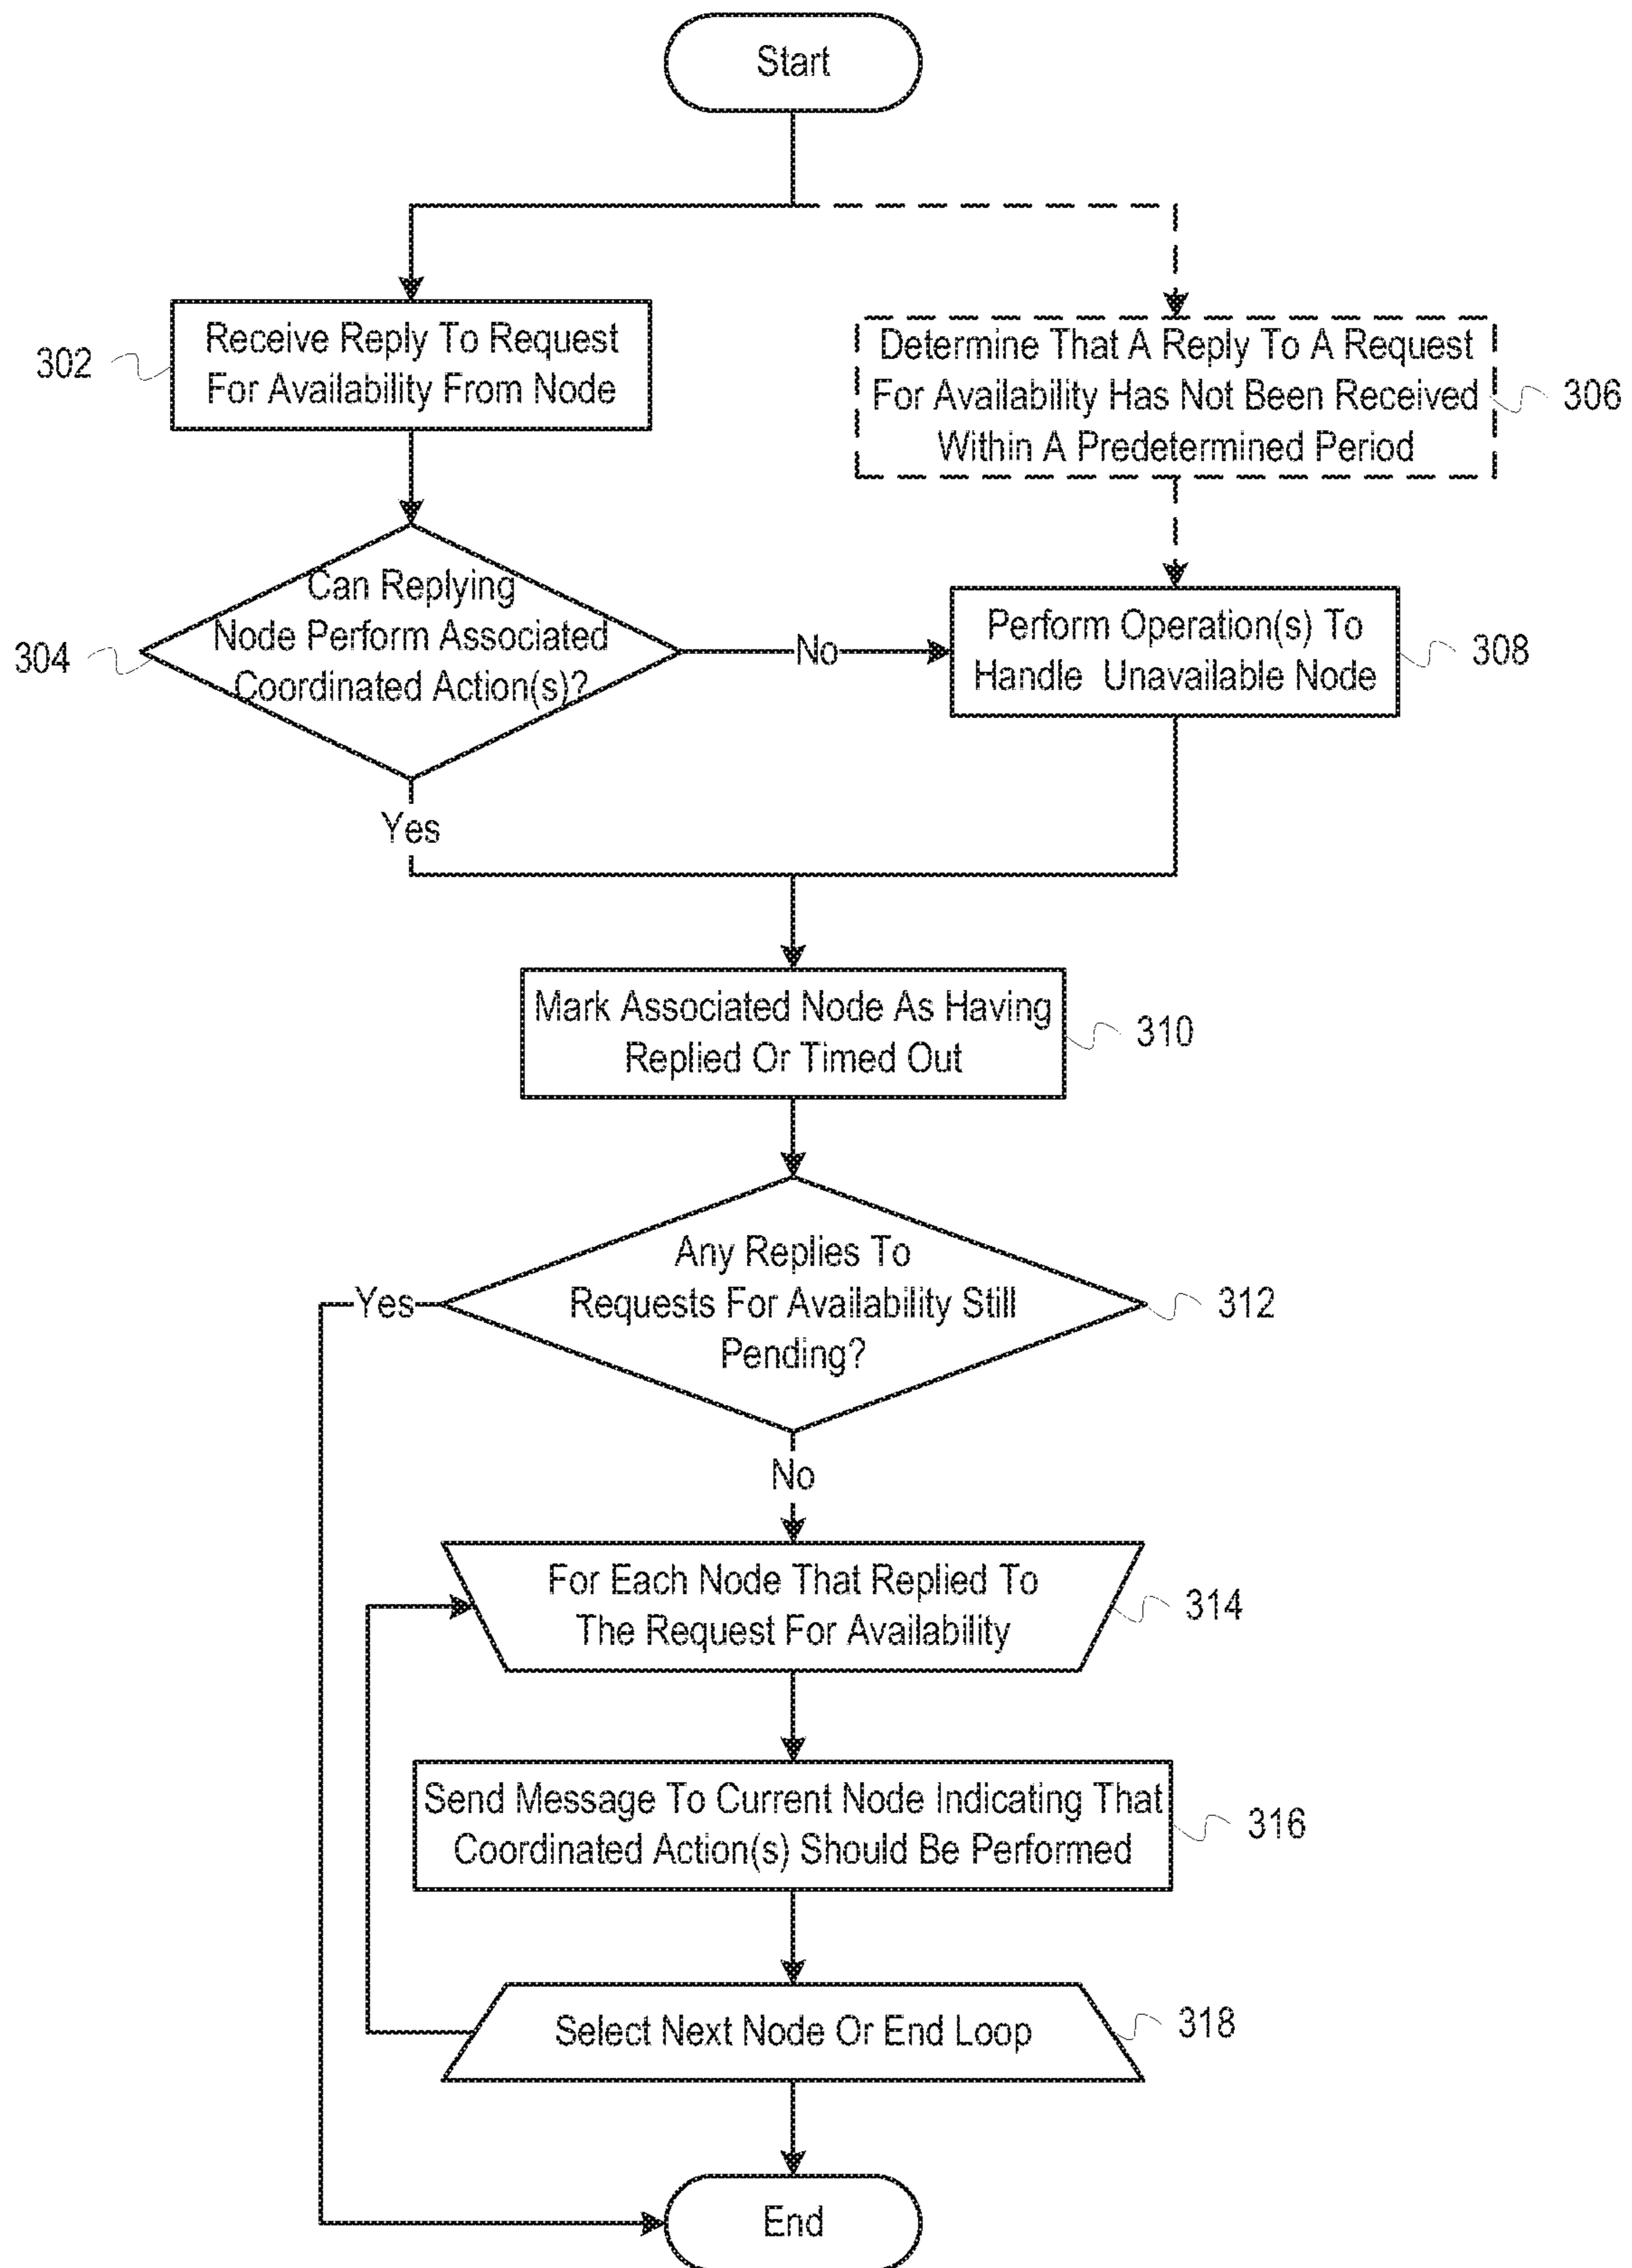 Start
Receive Reply To Request
For Availability From Node
302
Determine That A Reply To A Request
For Availability Has Not Been Received
Within A Predetermined Period
306
Can Replying
Node Perform Associated
Coordinated Action(s)?
304
No
Perform Operation(s) To
Handle Unavailable Node
308
Yes
Mark Associated Node As Having
Replied Or Timed Out
310
Any Replies To
Requests For Availability Still
Pending?
312
Yes
No
For Each Node That Replied To
The Request For Availability
314
Send Message To Current Node Indicating That
Coordinated Action(s) Should Be Performed
316
Select Next Node Or End Loop
318
End